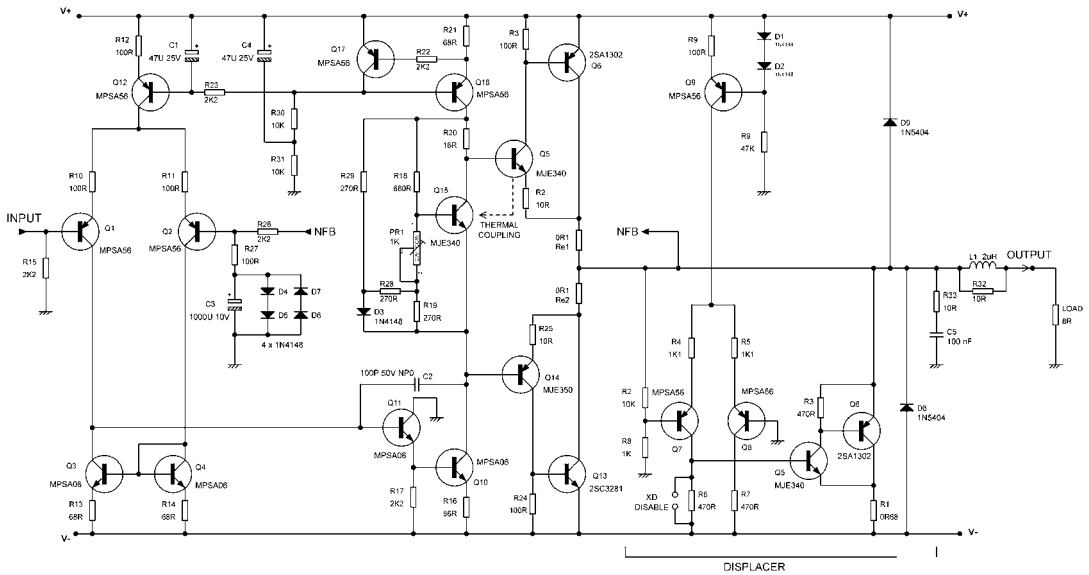 V+
R12
100R
C1
47U 25V
C4
47U 25V
Q17
MPSA56
R22
2K2
R21
68R
R3
100R
2SA1302
Q6
R9
100R
D1
1N4148
D2
1N4148
V+
Q12
MPSA56
R23
2K2
Q16
MPSA56
Q9
MPSA56
R30
10K
R31
10K
R20
16R
R9
47K
D9
1N5404
R10
100R
R11
100R
R29
270R
R18
680R
Q15
Q5
MJE340
R2
10R
INPUT
Q1
MPSA56
Q2
MPSA56
R26
2K2
NFB
PR1
1K
MJE340
THERMAL
COUPLING
NFB
0R1
Re1
R15
2K2
R27
100R
C3
1000U 10V
D4
D7
D5
D6
4 x 1N4148
R28
270R
D3
1N4148
R19
270R
0R1
Re2
L1 2uH
OUTPUT
R32
10R
R33
10R
C5
100 nF
LOAD
8R
R25
10R
R4
1K1
R5
1K1
100P 50V NP0
C2
Q14
MJE350
R2
10K
MPSA56
MPSA56
R3
470R
Q6
D8
1N5404
Q11
MPSA06
R8
1K
Q7
Q8
2SA1302
Q3
MPSA06
Q4
MPSA06
MPSA06
Q10
Q13
2SC3281
Q5
MJE340
R13
68R
R14
68R
R17
2K2
R16
56R
R24
100R
XD
DISABLE
R6
470R
R7
470R
R1
0R68
V-
V-
DISPLACER